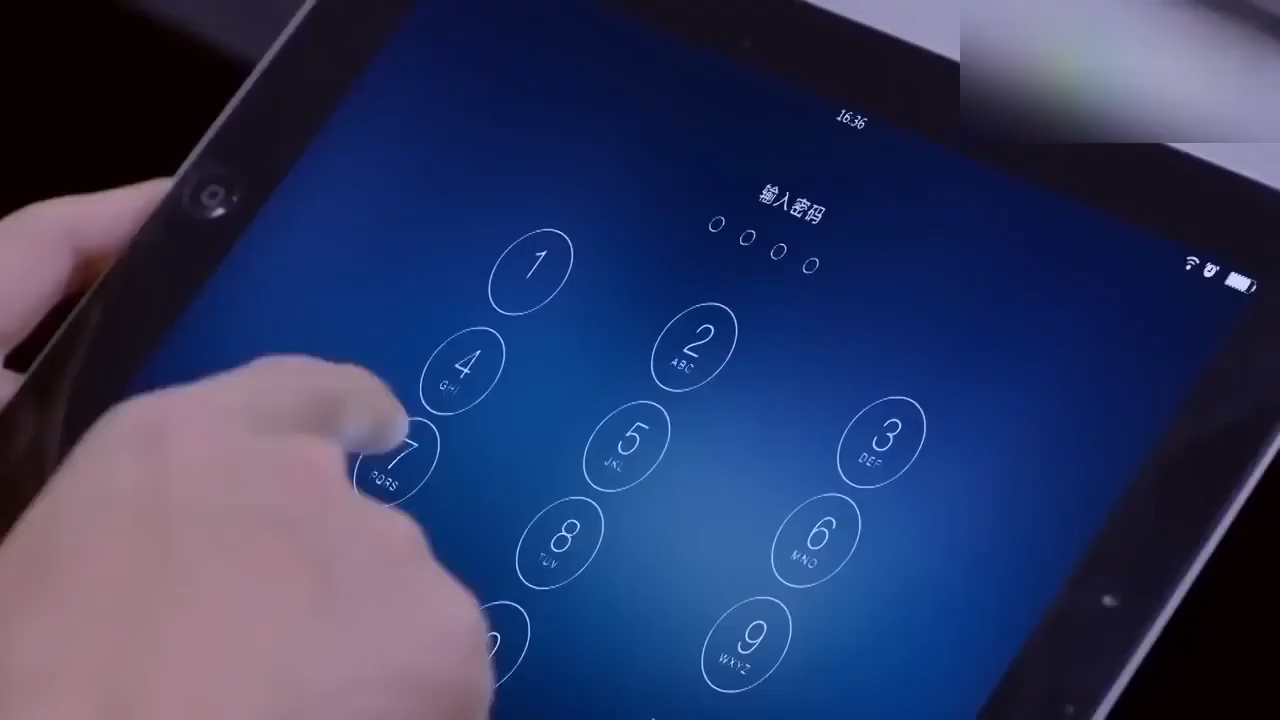 16:36
输入密码
1
2
ABC
3
DEF
4
GHI
5
JKL
6
MNO
7
PQRS
8
TUV
9
WXYZ